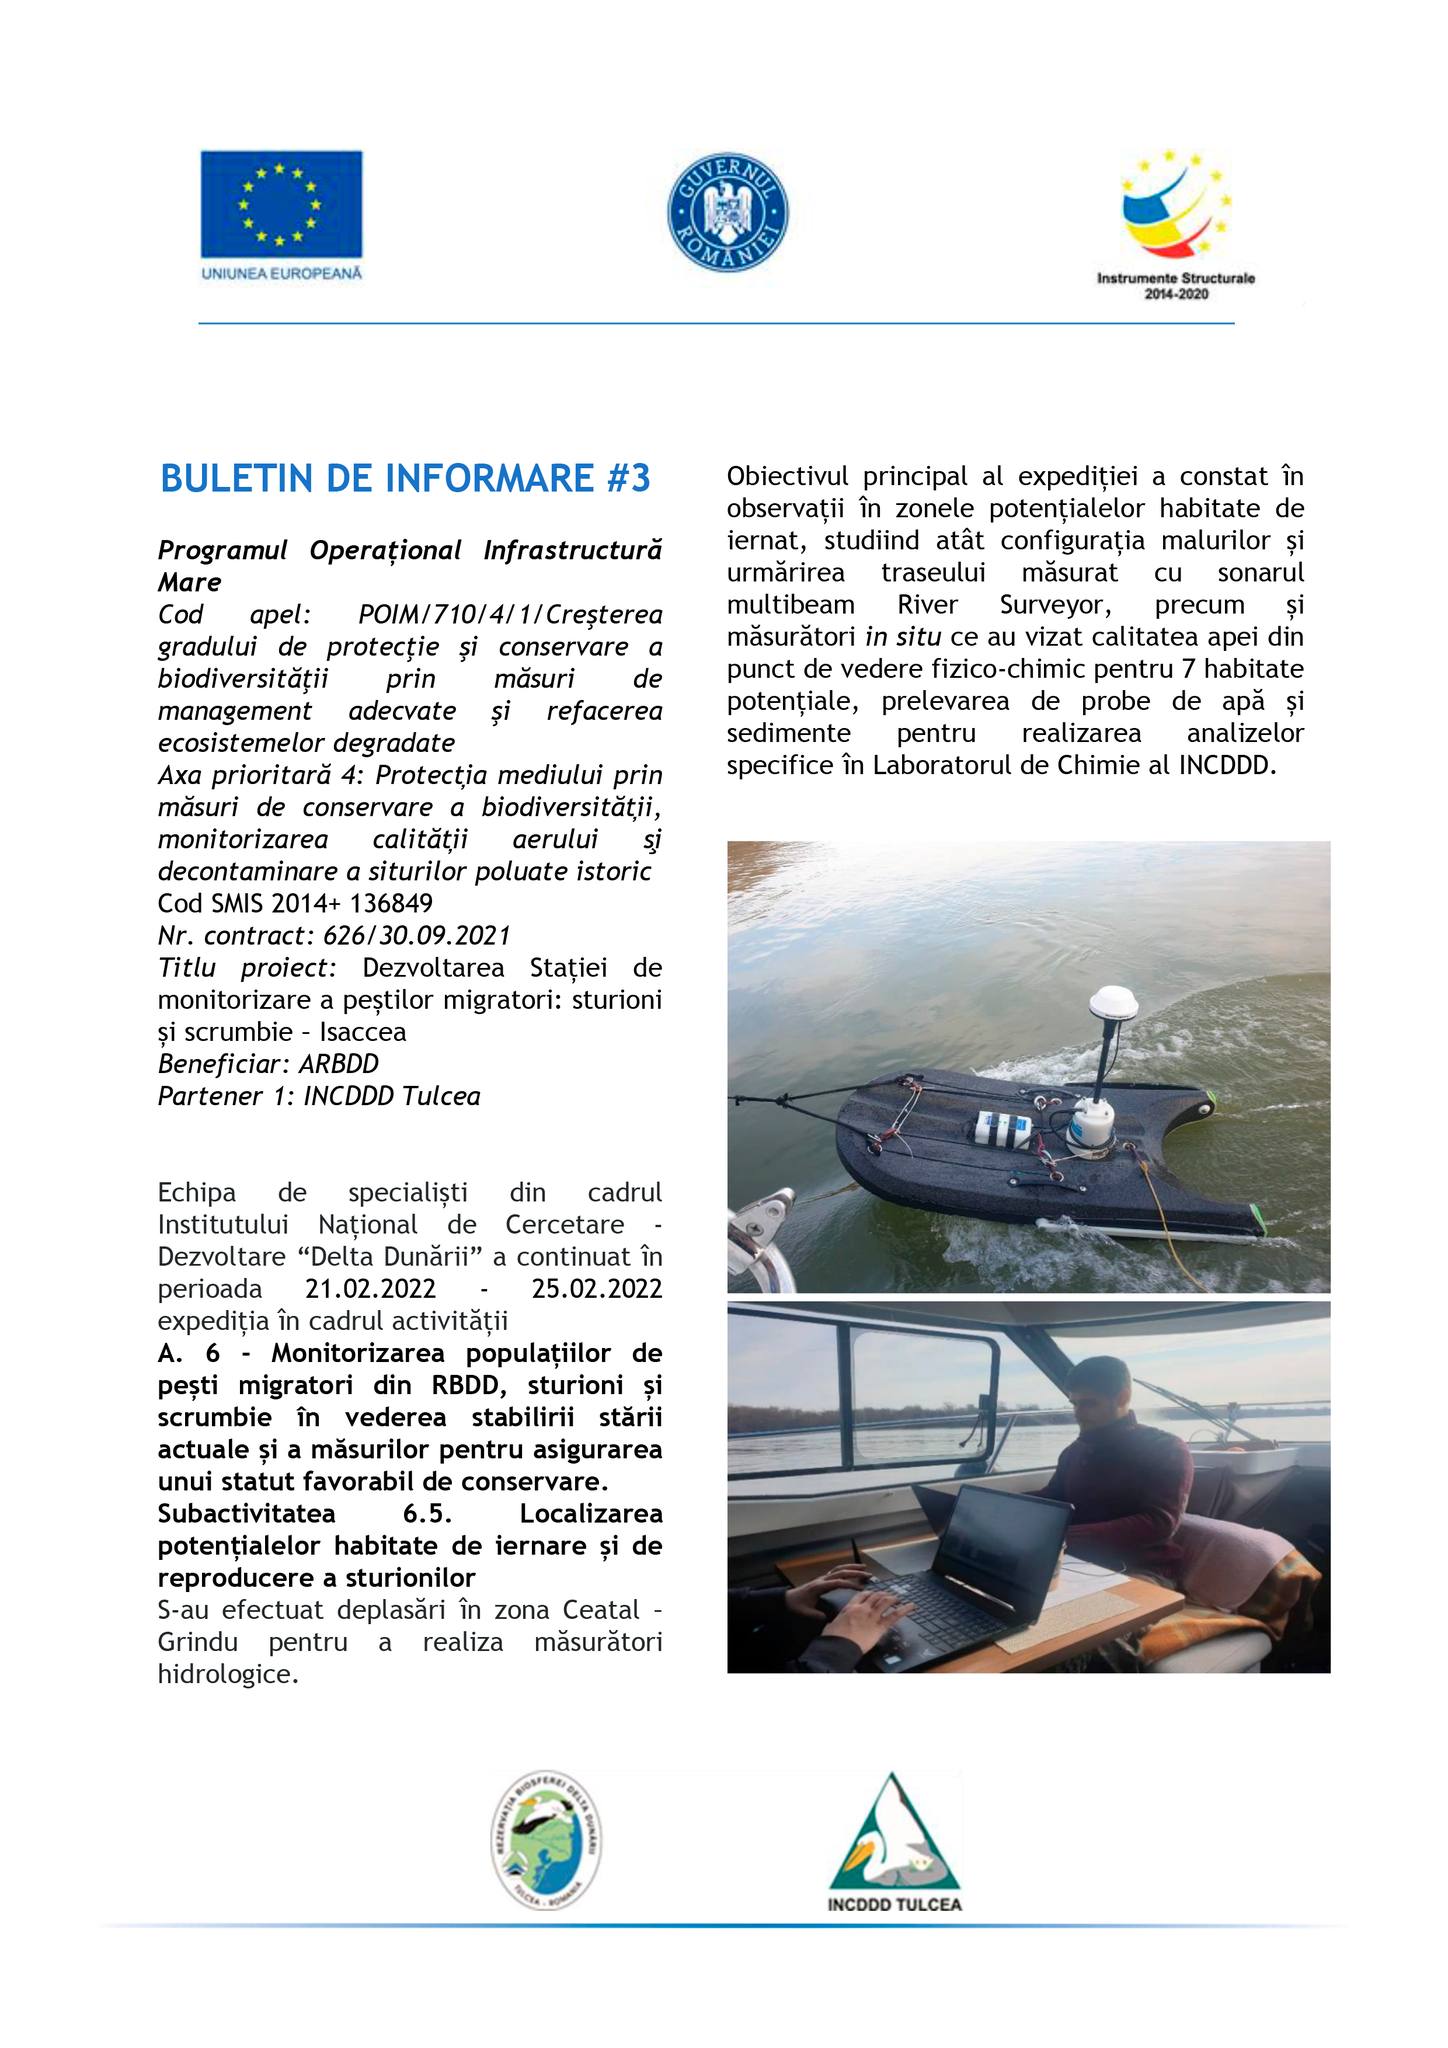 UNIUNEA EUROPEANĂ
GUVERNUL
ROMÂNIEI
Instrumente Structurale
2014-2020
BULETIN DE INFORMARE #3
Programul Operațional Infrastructură
Mare
Cod apel: POIM/710/4/1/Creșterea
gradului de protecție şi conservare a
biodiversității prin măsuri de
management adecvate și refacerea
ecosistemelor degradate
Axa prioritară 4: Protecția mediului prin
măsuri de conservare a biodiversității,
monitorizarea calității aerului sȷ
decontaminare a siturilor poluate istoric
Cod SMIS 2014+ 136849
Nr. contract: 626/30.09.2021
Titlu proiect: Dezvoltarea Stației de
monitorizare a peștilor migratori: sturioni
și scrumbie – Isaccea
Beneficiar: ARBDD
Partener 1: INCDDD Tulcea
Echipa de specialiști din cadrul
Institutului Național de Cercetare -
Dezvoltare “Delta Dunării” a continuat în
perioada 21.02.2022 - 25.02.2022
expediția în cadrul activității
A. 6 - Monitorizarea populațiilor de
pești migratori din RBDD, sturioni și
scrumbie în vederea stabilirii stării
actuale și a măsurilor pentru asigurarea
unui statut favorabil de conservare.
Subactivitatea 6.5. Localizarea
potențialelor habitate de iernare și de
reproducere a sturionilor
S-au efectuat deplasări în zona Ceatal –
Grindu pentru a realiza măsurători
hidrologice.
Obiectivul principal al expediției a constat în
observații în zonele potențialelor habitate de
iernat, studiind atât configurația malurilor și
urmărirea traseului măsurat cu sonarul
multibeam River Surveyor, precum și
măsurători in situ ce au vizat calitatea apei din
punct de vedere fizico-chimic pentru 7 habitate
potențiale, prelevarea de probe de apă și
sedimente pentru realizarea analizelor
specifice în Laboratorul de Chimie al INCDDD.
REZERVAȚIA BIOSFEREI DELTA DUNĂRII
TULCEA - ROMANIA
INCDDD TULCEA